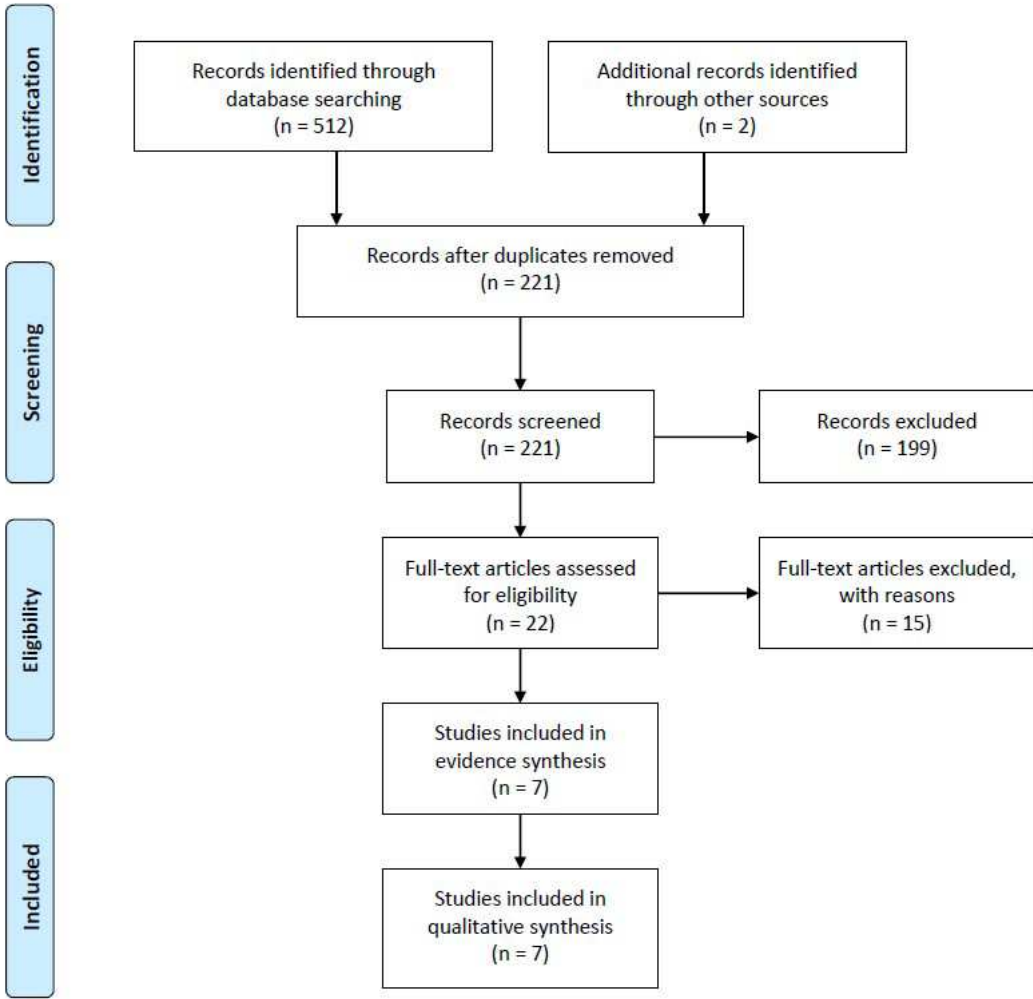 Identification
Records identified through
database searching
(n = 512)
Additional records identified
through other sources
(n = 2)
Records after duplicates removed
(n = 221)
Screening
Records screened
(n = 221)
Records excluded
(n = 199)
Eligibility
Full-text articles assessed
for eligibility
(n = 22)
Full-text articles excluded,
with reasons
(n = 15)
Studies included in
evidence synthesis
(n = 7)
Included
Studies included in
qualitative synthesis
(n = 7)